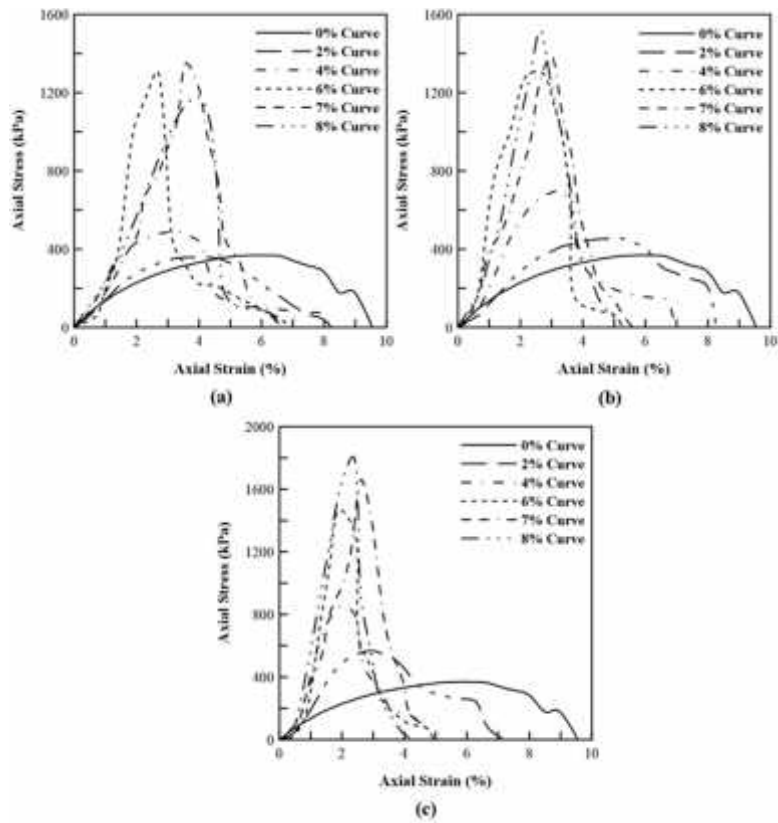 1600
1200
800
400
0
Axial Stress (kPa)
0% Curve
2% Curve
4% Curve
6% Curve
7% Curve
8% Curve
0 2 4 6 8 10
Axial Strain (%)
(a)
1600
1200
800
400
0
Axial Stress (kPa)
0% Curve
2% Curve
4% Curve
6% Curve
7% Curve
8% Curve
0 2 4 6 8 10
Axial Strain (%)
(b)
2000
1600
1200
800
400
0
Axial Stress (kPa)
0% Curve
2% Curve
4% Curve
6% Curve
7% Curve
8% Curve
0 2 4 6 8 10
Axial Strain (%)
(c)